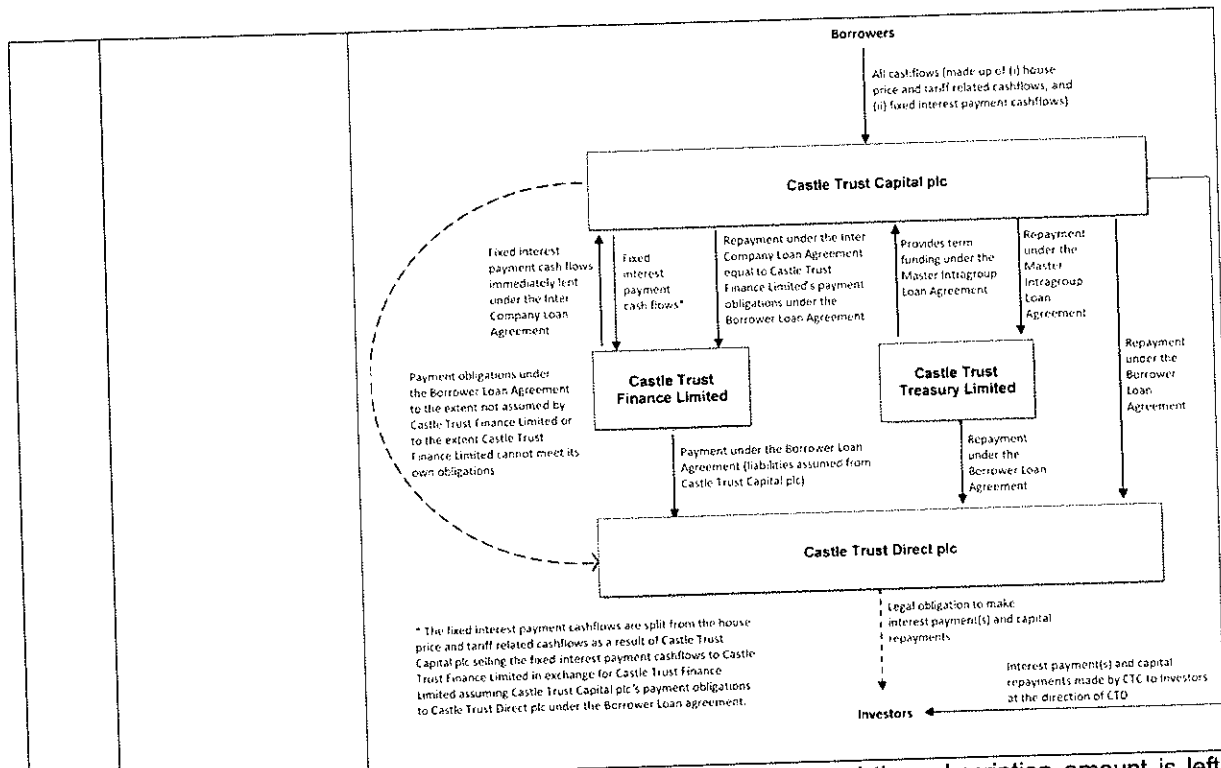 Borrowers
All cashflows (made up of (i) house
price and tariff related cashflows, and
(ii) fixed interest payment cashflows)
Castle Trust Capital plc
Fixed interest
payment cash flows
immediately lent
under the Inter
Company Loan
Agreement
Fixed
interest
payment
cash flows*
Repayment under the Inter
Company Loan Agreement
equal to Castle Trust
Finance Limited's payment
obligations under the
Borrower Loan Agreement
Provides term
funding under the
Master Intragroup
Loan Agreement
Repayment
under the
Master
Intragroup
Loan
Agreement
Repayment
under the
Borrower
Loan
Agreement
Castle Trust
Finance Limited
Castle Trust
Treasury Limited
Payment obligations under
the Borrower Loan Agreement
to the extent not assumed by
Castle Trust Finance Limited or
to the extent Castle Trust
Finance Limited cannot meet its
own obligations
Payment under the Borrower Loan
Agreement (liabilities assumed from
Castle Trust Capital plc)
Repayment
under the
Borrower Loan
Agreement
Castle Trust Direct plc
Legal obligation to make
interest payment(s) and capital
repayments
* The fixed interest payment cashflows are split from the house
price and tariff related cashflows as a result of Castle Trust
Capital plc selling the fixed interest payment cashflows to Castle
Trust Finance Limited in exchange for Castle Trust Finance
Limited assuming Castle Trust Capital plc's payment obligations
to Castle Trust Direct plc under the Borrower Loan agreement.
Interest payment(s) and capital
repayments made by CTC to Investors
at the direction of CTD
Investors
subscription amount is left